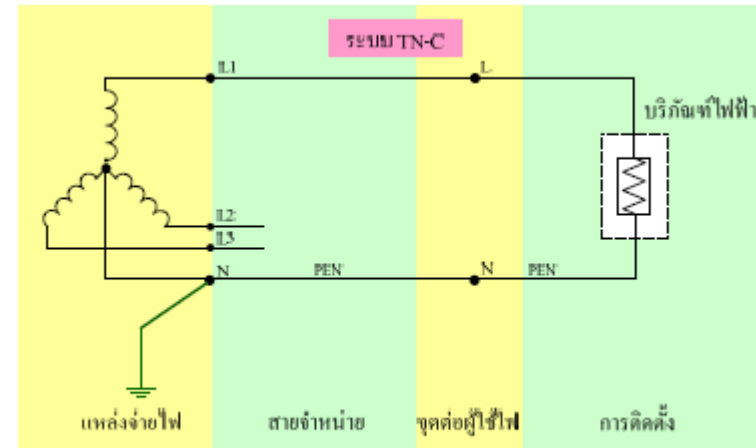 ระบบ TN-C
L1
L
บริภัณฑ์ไฟฟ้า
L2
L3
N
PEN
N
PEN
แหล่งจ่ายไฟ
สายจำหน่าย
จุดต่อผู้ใช้ไฟ
การติดตั้ง